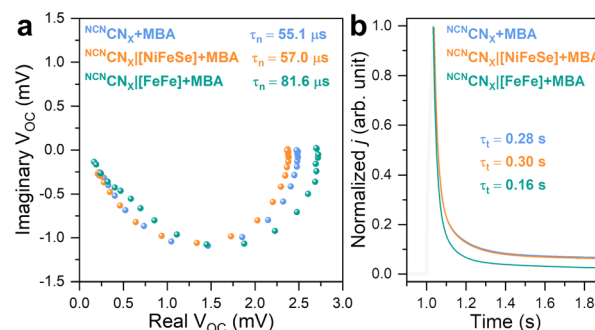 a
NCNCNX+MBA τn = 55.1 μs
NCNCNX|[NiFeSe]+MBA τn = 57.0 μs
NCNCNX|[FeFe]+MBA τn = 81.6 μs
Imaginary VOC (mV)
1.5
1.0
0.5
0.0
-0.5
-1.0
-1.5
0.0 0.5 1.0 1.5 2.0 2.5 3.0
Real VOC (mV)
b
NCNCNX+MBA
NCNCNX|[NiFeSe]+MBA
NCNCNX|[FeFe]+MBA
τt = 0.28 s
τt = 0.30 s
τt = 0.16 s
Normalized j (arb. unit)
1.0
0.8
0.6
0.4
0.2
0.0
1.0 1.2 1.4 1.6 1.8
Time (s)